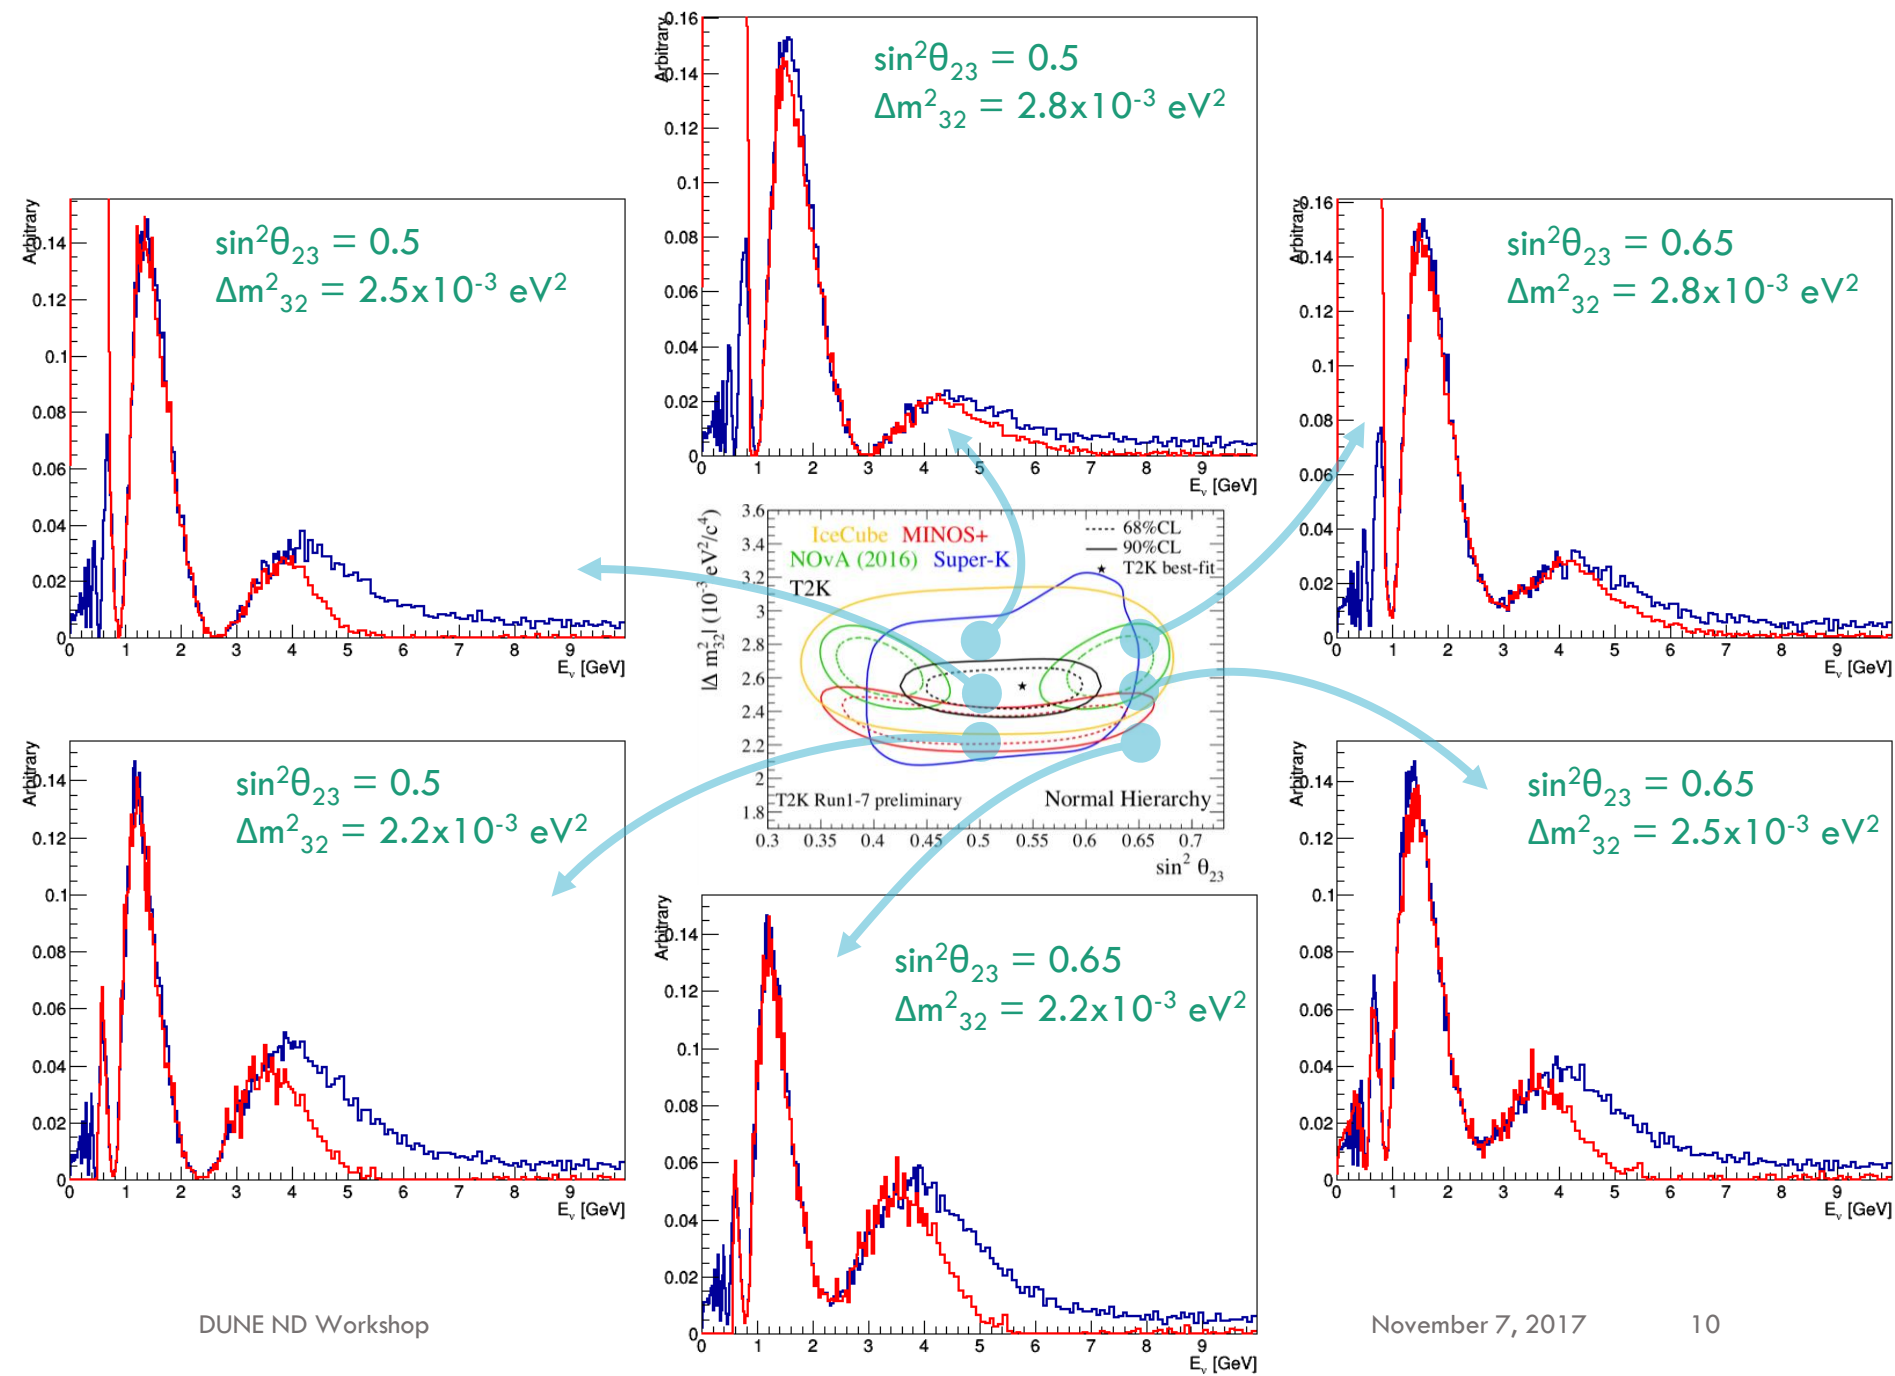 Arbitrary
0.16
0.14
0.12
0.1
0.08
0.06
0.04
0.02
0
0 1 2 3 4 5 6 7 8 9
E_ν [GeV]
sin²θ₂₃ = 0.5
Δm²₃₂ = 2.8x10⁻³ eV²
Arbitrary
0.14
0.12
0.1
0.08
0.06
0.04
0.02
0
0 1 2 3 4 5 6 7 8 9
E_ν [GeV]
sin²θ₂₃ = 0.5
Δm²₃₂ = 2.5x10⁻³ eV²
Arbitrary
0.16
0.14
0.12
0.1
0.08
0.06
0.04
0.02
0
0 1 2 3 4 5 6 7 8 9
E_ν [GeV]
sin²θ₂₃ = 0.65
Δm²₃₂ = 2.8x10⁻³ eV²
|Δ m²₃₂| (10⁻³ eV²/c⁴)
3.6
3.4
3.2
3
2.8
2.6
2.4
2.2
2
1.8
IceCube MINOS+
NOvA (2016) Super-K
T2K
68%CL
90%CL
T2K best-fit
T2K Run1-7 preliminary
Normal Hierarchy
0.3 0.35 0.4 0.45 0.5 0.55 0.6 0.65 0.7
sin² θ₂₃
Arbitrary
0.14
0.12
0.1
0.08
0.06
0.04
0.02
0
0 1 2 3 4 5 6 7 8 9
E_ν [GeV]
sin²θ₂₃ = 0.5
Δm²₃₂ = 2.2x10⁻³ eV²
Arbitrary
0.14
0.12
0.1
0.08
0.06
0.04
0.02
0
0 1 2 3 4 5 6 7 8 9
E_ν [GeV]
sin²θ₂₃ = 0.65
Δm²₃₂ = 2.2x10⁻³ eV²
Arbitrary
0.14
0.12
0.1
0.08
0.06
0.04
0.02
0
0 1 2 3 4 5 6 7 8 9
E_ν [GeV]
sin²θ₂₃ = 0.65
Δm²₃₂ = 2.5x10⁻³ eV²
DUNE ND Workshop
November 7, 2017
10